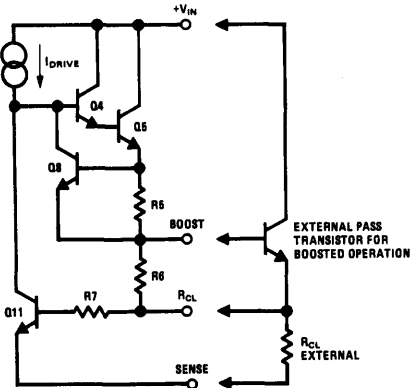 +VIN
IDRIVE
Q4
Q5
Q8
R5
BOOST
EXTERNAL PASS
TRANSISTOR FOR
BOOSTED OPERATION
R6
R7
RCL
Q11
RCL
EXTERNAL
SENSE